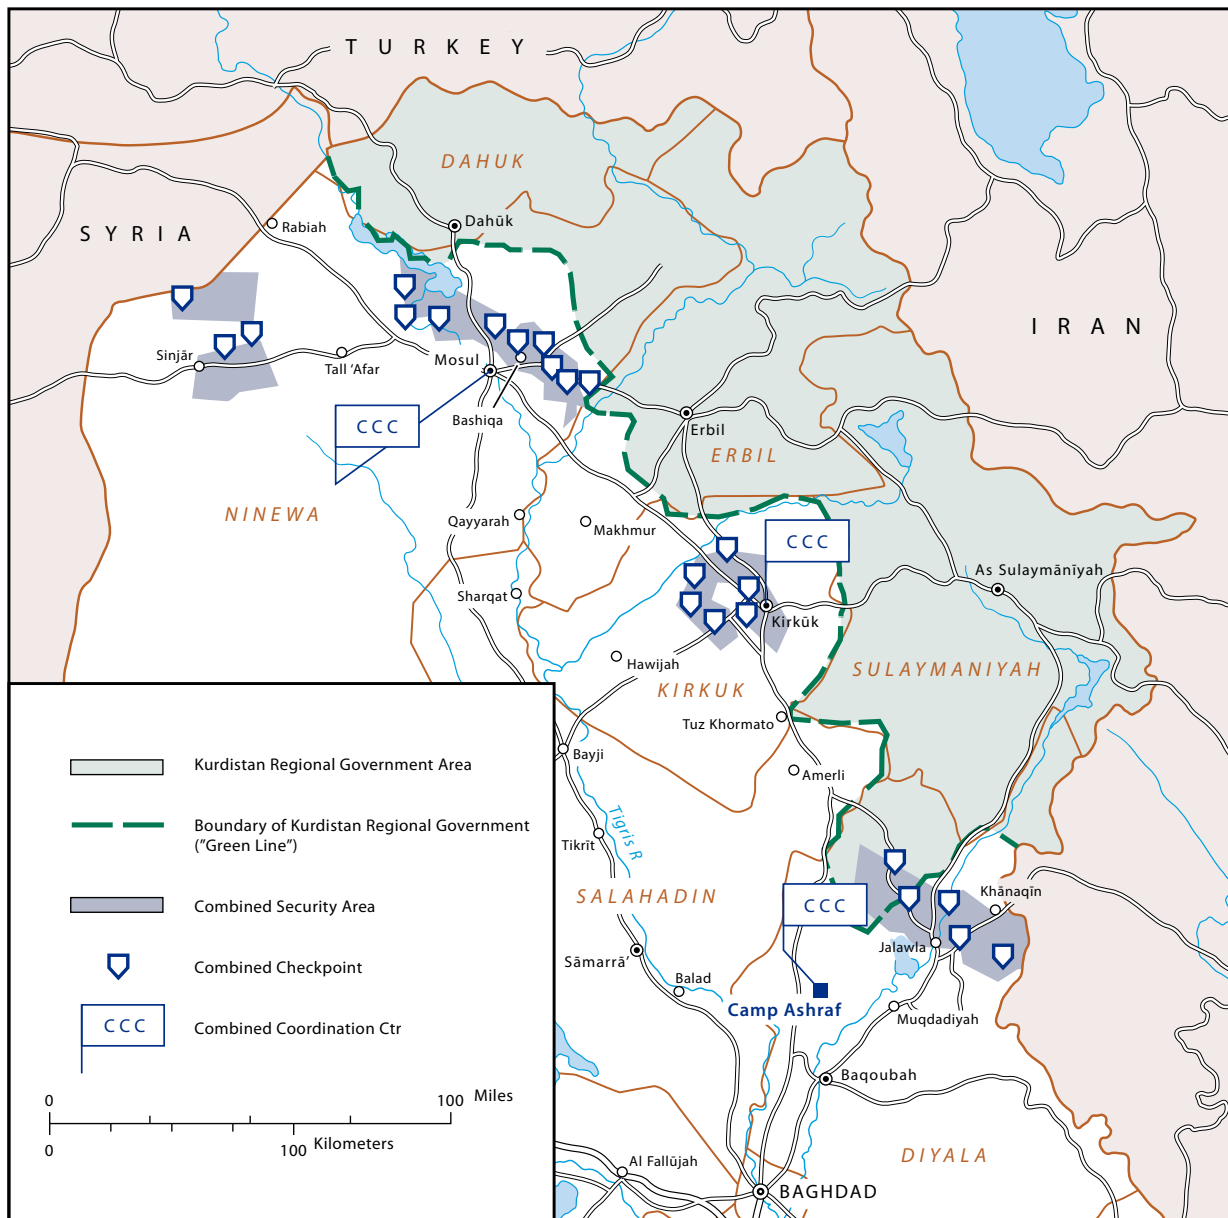 TURKEY
DAHUK
SYRIA
Rabiah
Dahūk
IRAN
Sinjār
Tall 'Afar
Mosul
Bashiqa
CCC
Erbil
ERBIL
NINEWA
Qayyarah
Makhmur
CCC
As Sulaymānīyah
Sharqat
Kirkūk
Hawijah
KIRKUK
SULAYMANIYAH
Tuz Khormato
Bayji
Amerli
Tigris R
Tikrīt
SALAHADIN
CCC
Khānaqīn
Jalawla
Sāmarrā'
Balad
Camp Ashraf
Muqdadiyah
Baqoubah
DIYALA
Al Fallūjah
BAGHDAD
Kurdistan Regional Government Area
Boundary of Kurdistan Regional Government
("Green Line")
Combined Security Area
Combined Checkpoint
CCC
Combined Coordination Ctr
0 100 Miles
0 100 Kilometers